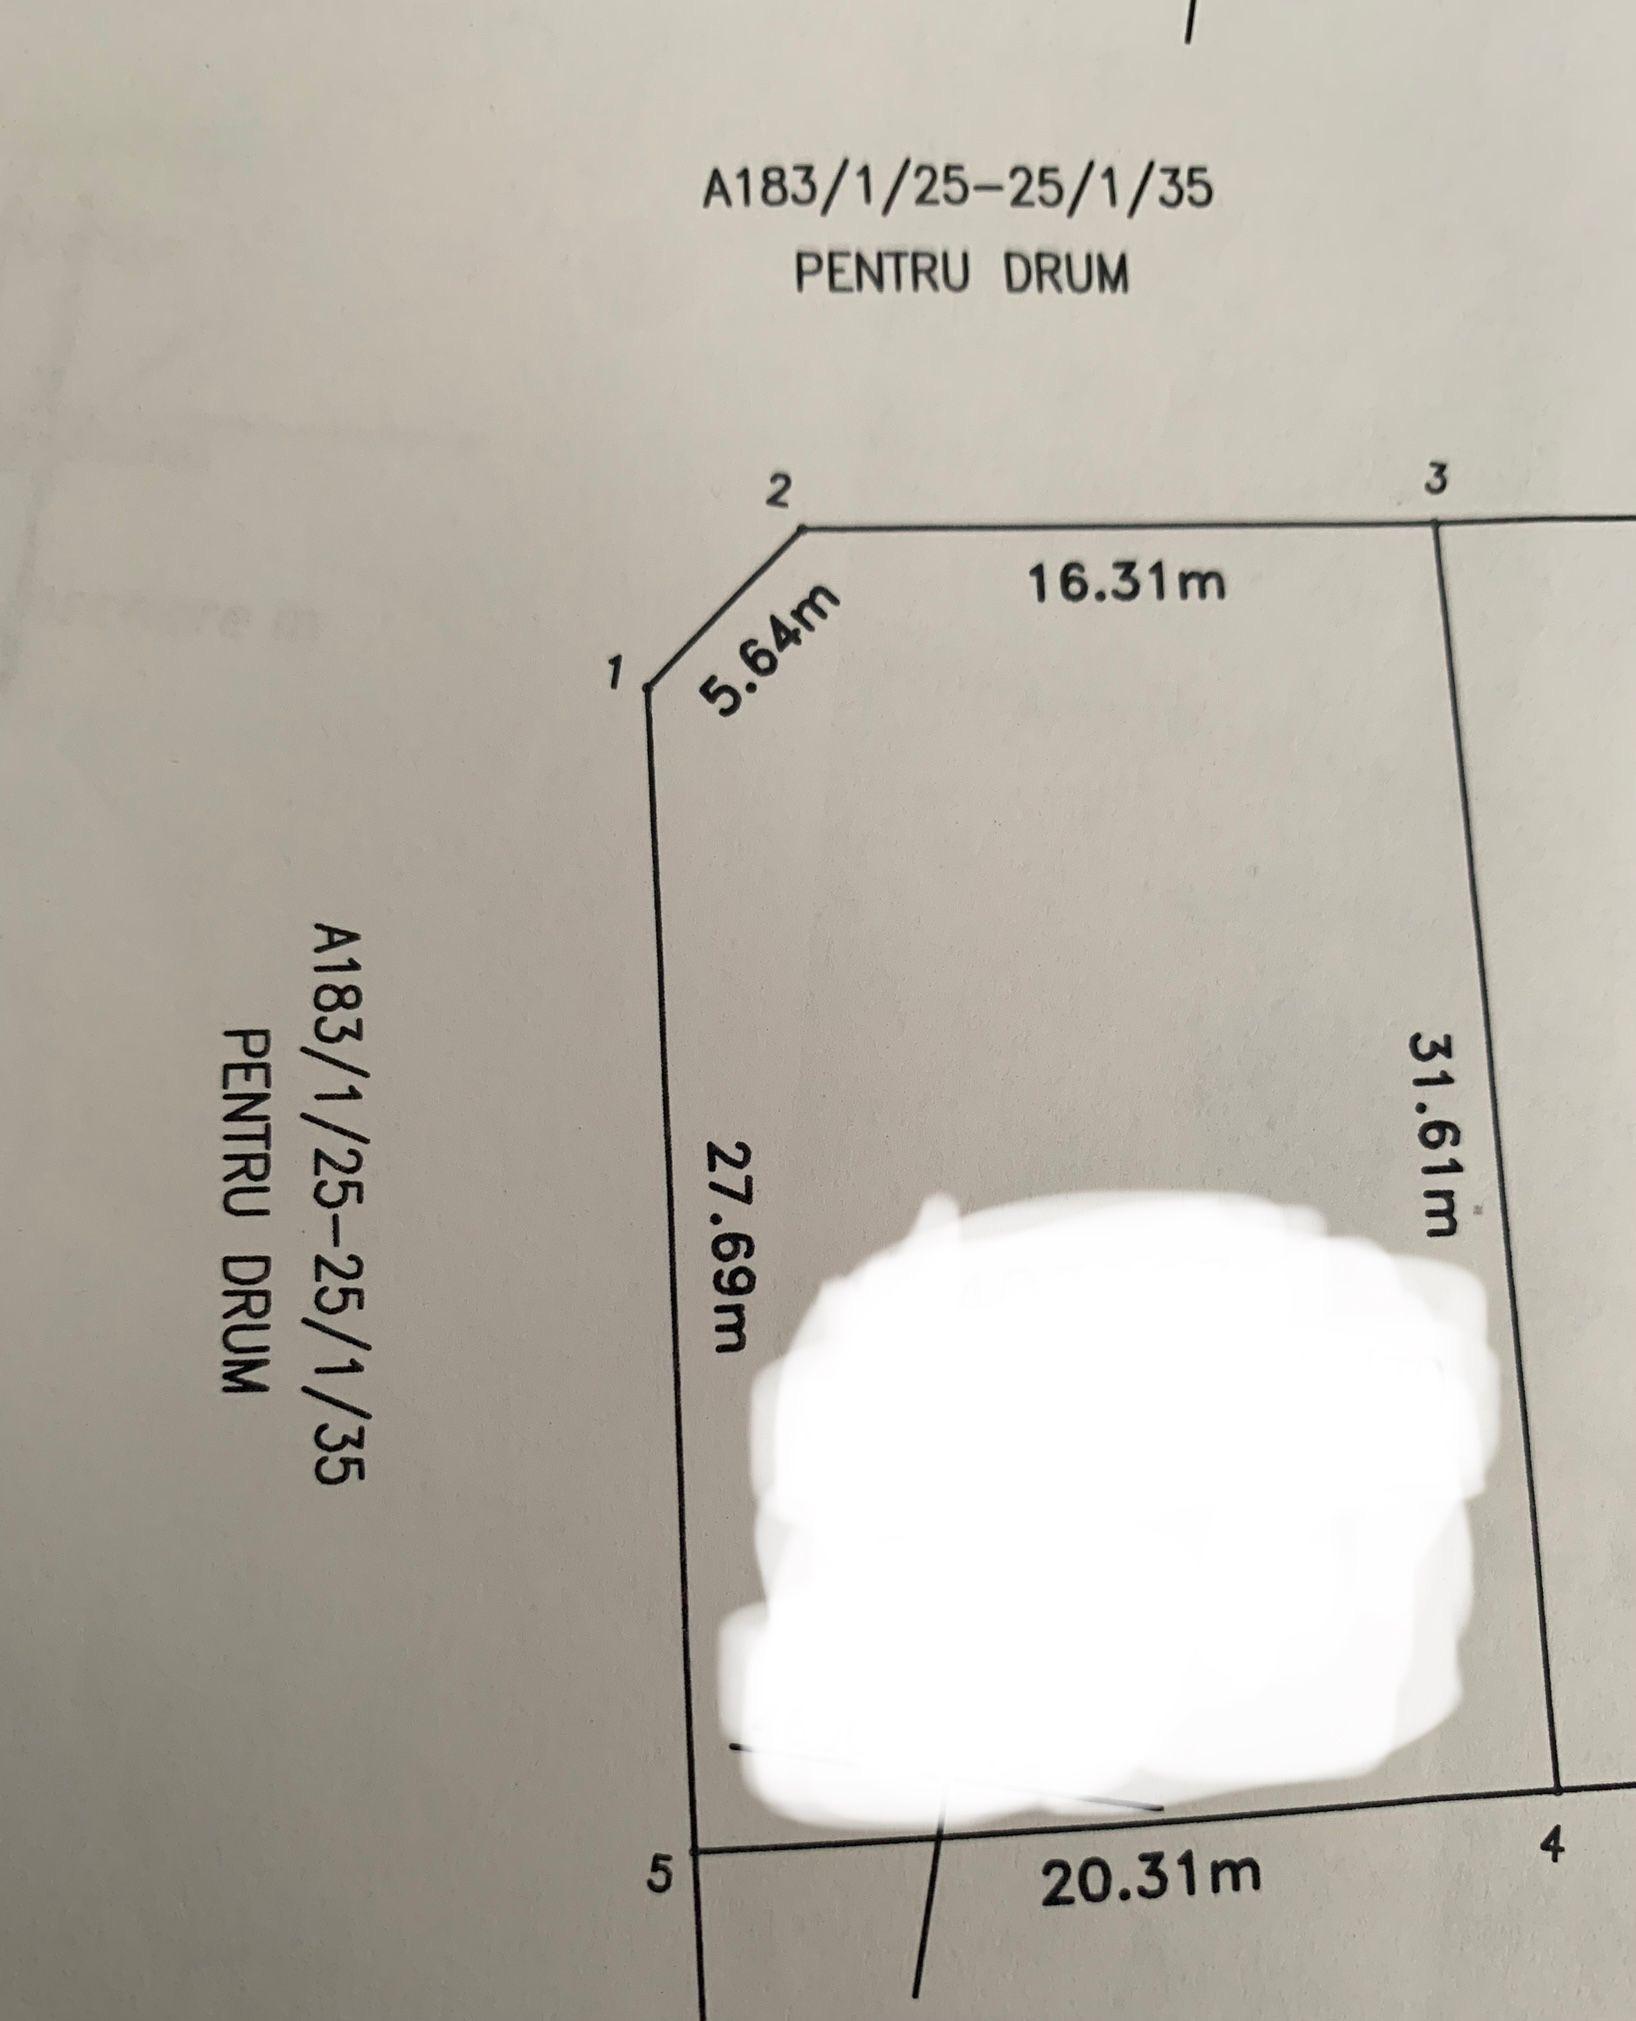 A183/1/25-25/1/35
PENTRU DRUM
2
3
16.31m
5.64m
1
A183/1/25-25/1/35
PENTRU DRUM
27.69m
31.61m
5
4
20.31m